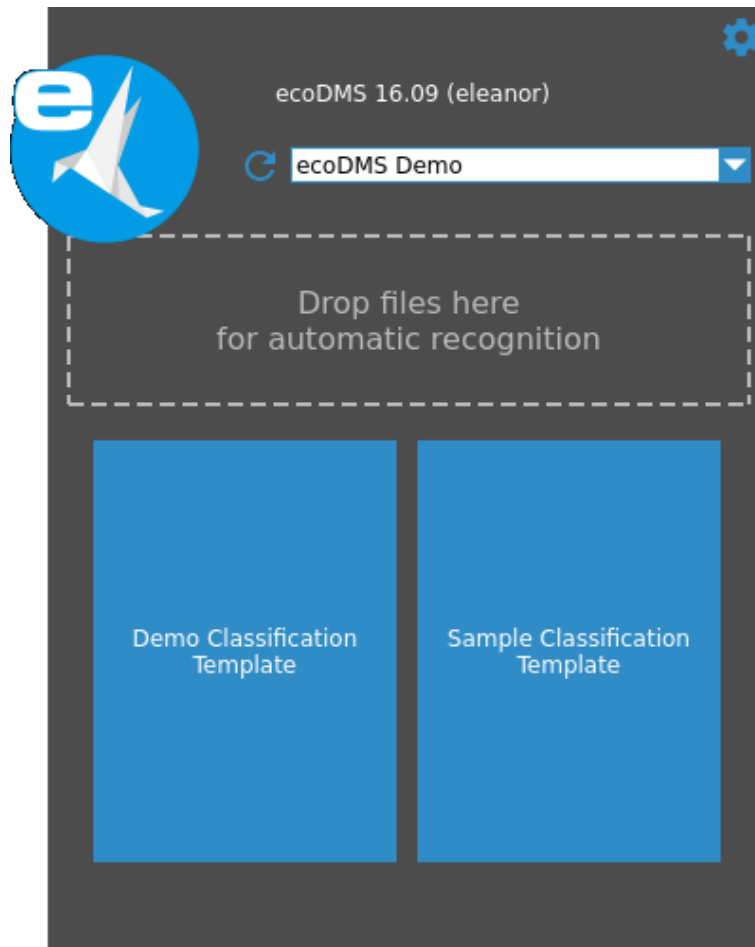 e
ecoDMS 16.09 (eleanor)
ecoDMS Demo
Drop files here
for automatic recognition
Demo Classification
Template
Sample Classification
Template